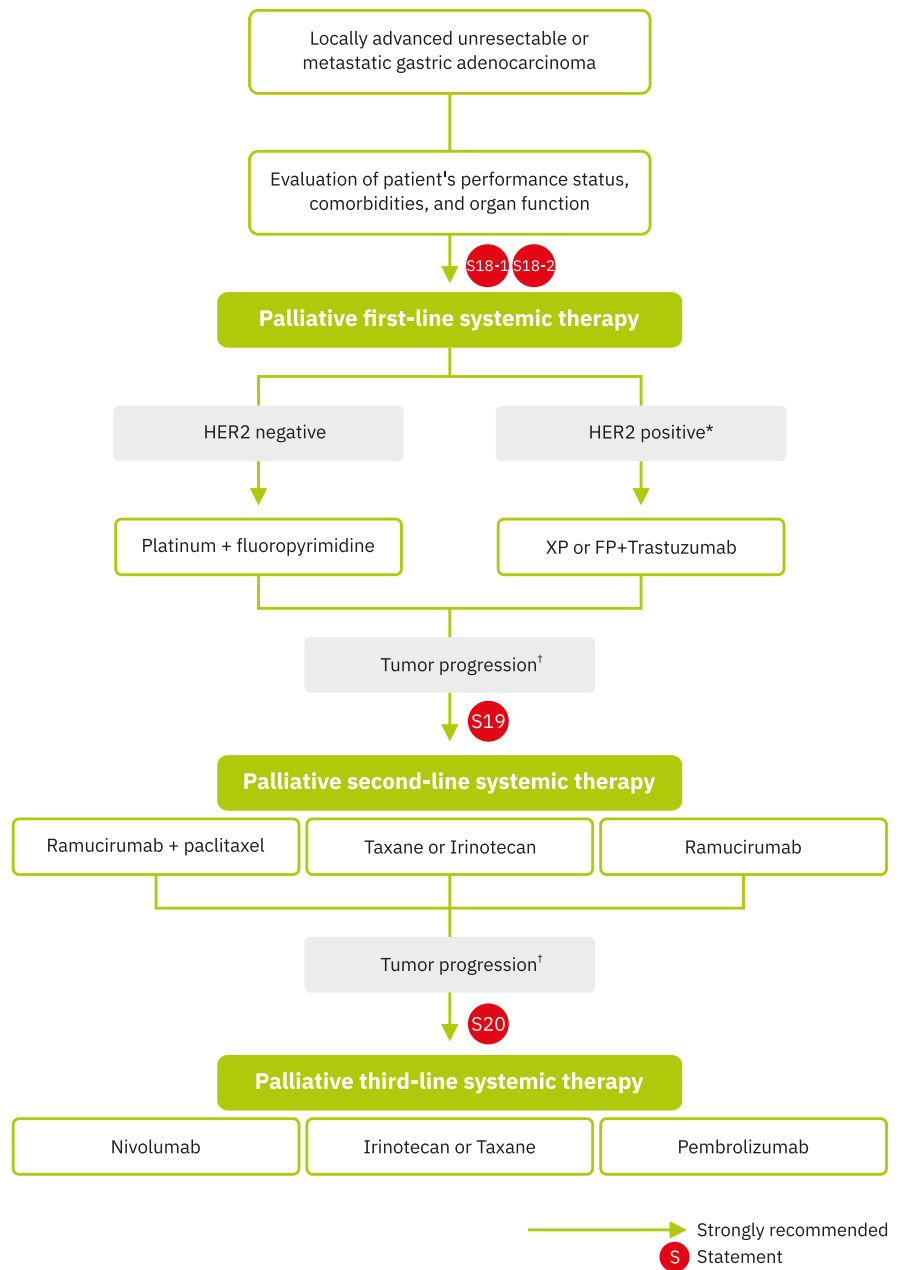 Locally advanced unresectable or
metastatic gastric adenocarcinoma
Evaluation of patient's performance status,
comorbidities, and organ function
S18-1 S18-2
Palliative first-line systemic therapy
HER2 negative
HER2 positive*
Platinum + fluoropyrimidine
XP or FP+Trastuzumab
Tumor progression†
S19
Palliative second-line systemic therapy
Ramucirumab + paclitaxel
Taxane or Irinotecan
Ramucirumab
Tumor progression†
S20
Palliative third-line systemic therapy
Nivolumab
Irinotecan or Taxane
Pembrolizumab
Strongly recommended
S Statement